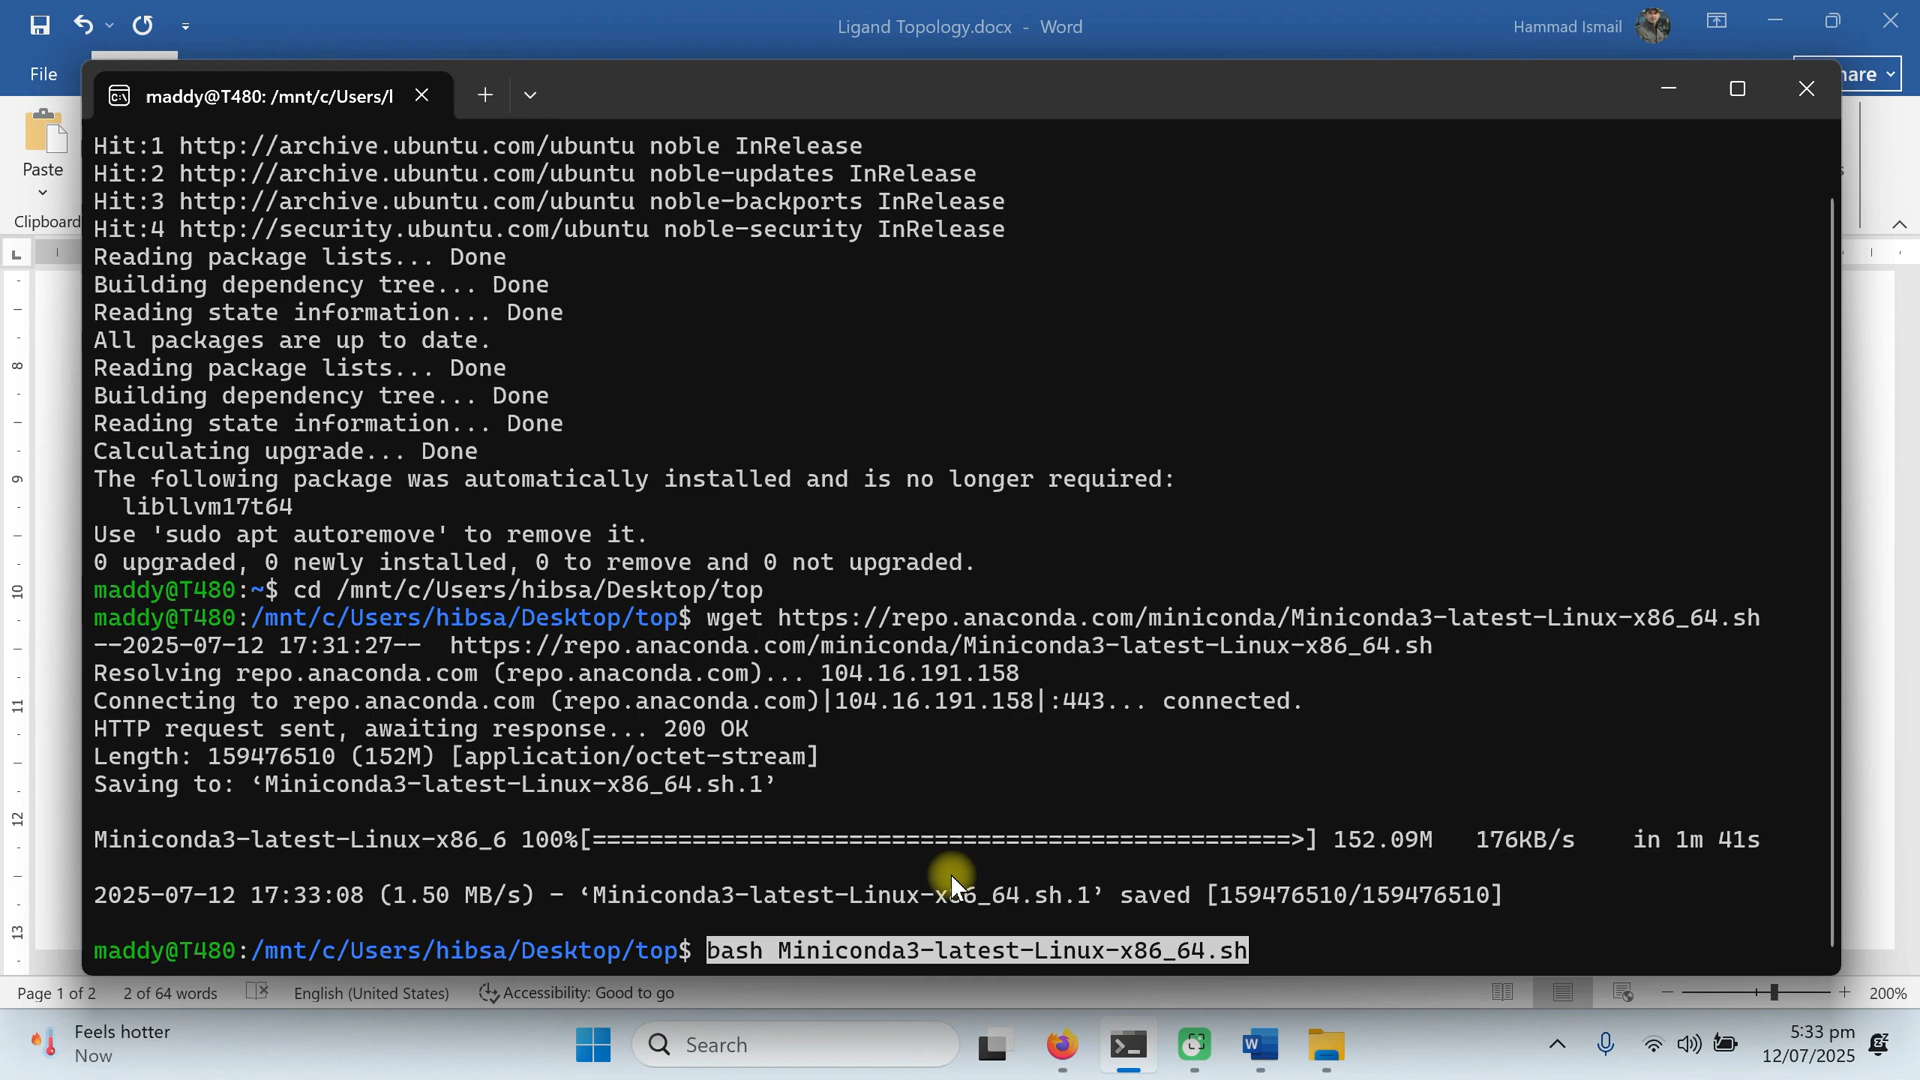 Ligand Topology.docx - Word
Hammad Ismail
File
hare
maddy@T480: /mnt/c/Users/l
Paste
Clipboard
Hit:1 http://archive.ubuntu.com/ubuntu noble InRelease
Hit:2 http://archive.ubuntu.com/ubuntu noble-updates InRelease
Hit:3 http://archive.ubuntu.com/ubuntu noble-backports InRelease
Hit:4 http://security.ubuntu.com/ubuntu noble-security InRelease
Reading package lists... Done
Building dependency tree... Done
Reading state information... Done
All packages are up to date.
Reading package lists... Done
Building dependency tree... Done
Reading state information... Done
Calculating upgrade... Done
The following package was automatically installed and is no longer required:
libllvm17t64
Use 'sudo apt autoremove' to remove it.
0 upgraded, 0 newly installed, 0 to remove and 0 not upgraded.
maddy@T480:~$ cd /mnt/c/Users/hibsa/Desktop/top
maddy@T480:/mnt/c/Users/hibsa/Desktop/top$ wget https://repo.anaconda.com/miniconda/Miniconda3-latest-Linux-x86_64.sh
--2025-07-12 17:31:27--  https://repo.anaconda.com/miniconda/Miniconda3-latest-Linux-x86_64.sh
Resolving repo.anaconda.com (repo.anaconda.com)... 104.16.191.158
Connecting to repo.anaconda.com (repo.anaconda.com)|104.16.191.158|:443... connected.
HTTP request sent, awaiting response... 200 OK
Length: 159476510 (152M) [application/octet-stream]
Saving to: ‘Miniconda3-latest-Linux-x86_64.sh.1’
Miniconda3-latest-Linux-x86_6 100%[=================================================>] 152.09M   176KB/s    in 1m 41s
2025-07-12 17:33:08 (1.50 MB/s) - ‘Miniconda3-latest-Linux-x86_64.sh.1’ saved [159476510/159476510]
maddy@T480:/mnt/c/Users/hibsa/Desktop/top$ bash Miniconda3-latest-Linux-x86_64.sh
8
9
10
11
12
13
Page 1 of 2
2 of 64 words
English (United States)
Accessibility: Good to go
200%
Feels hotter
Now
Search
5:33 pm
12/07/2025